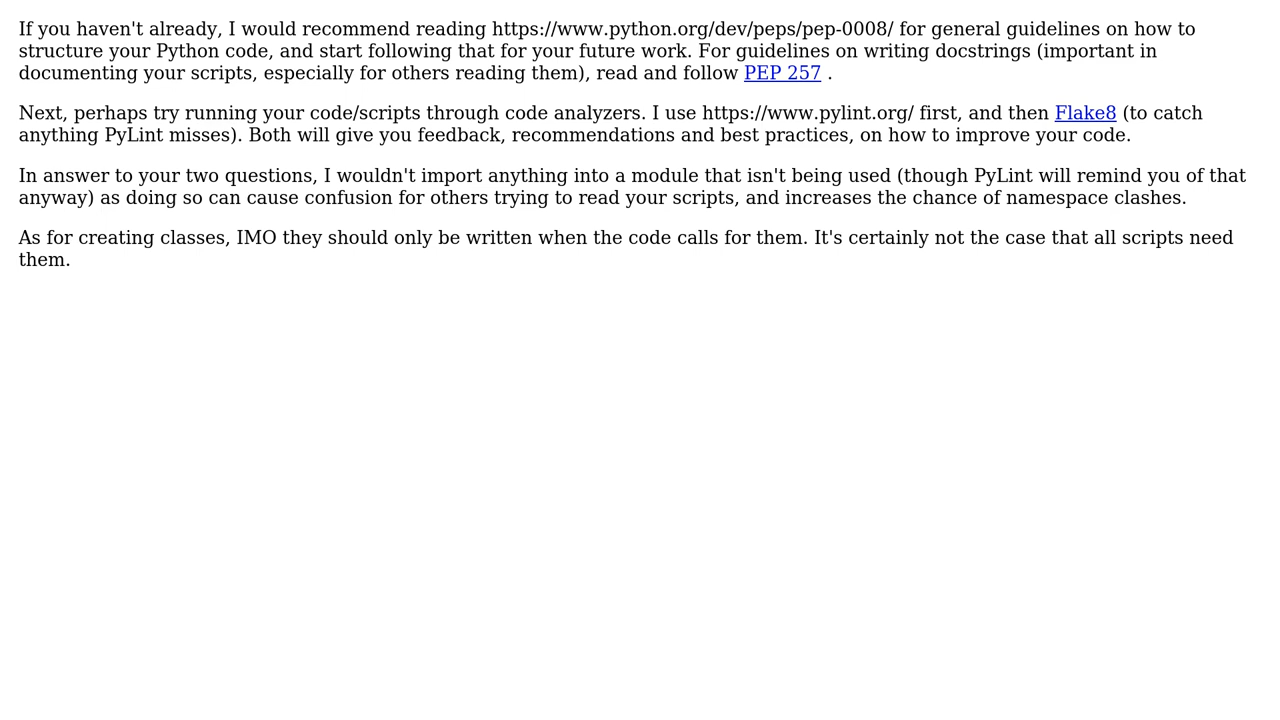 If you haven't already, I would recommend reading https://www.python.org/dev/peps/pep-0008/ for general guidelines on how to
structure your Python code, and start following that for your future work. For guidelines on writing docstrings (important in
documenting your scripts, especially for others reading them), read and follow PEP 257 .
Next, perhaps try running your code/scripts through code analyzers. I use https://www.pylint.org/ first, and then Flake8 (to catch
anything PyLint misses). Both will give you feedback, recommendations and best practices, on how to improve your code.
In answer to your two questions, I wouldn't import anything into a module that isn't being used (though PyLint will remind you of that
anyway) as doing so can cause confusion for others trying to read your scripts, and increases the chance of namespace clashes.
As for creating classes, IMO they should only be written when the code calls for them. It's certainly not the case that all scripts need
them.